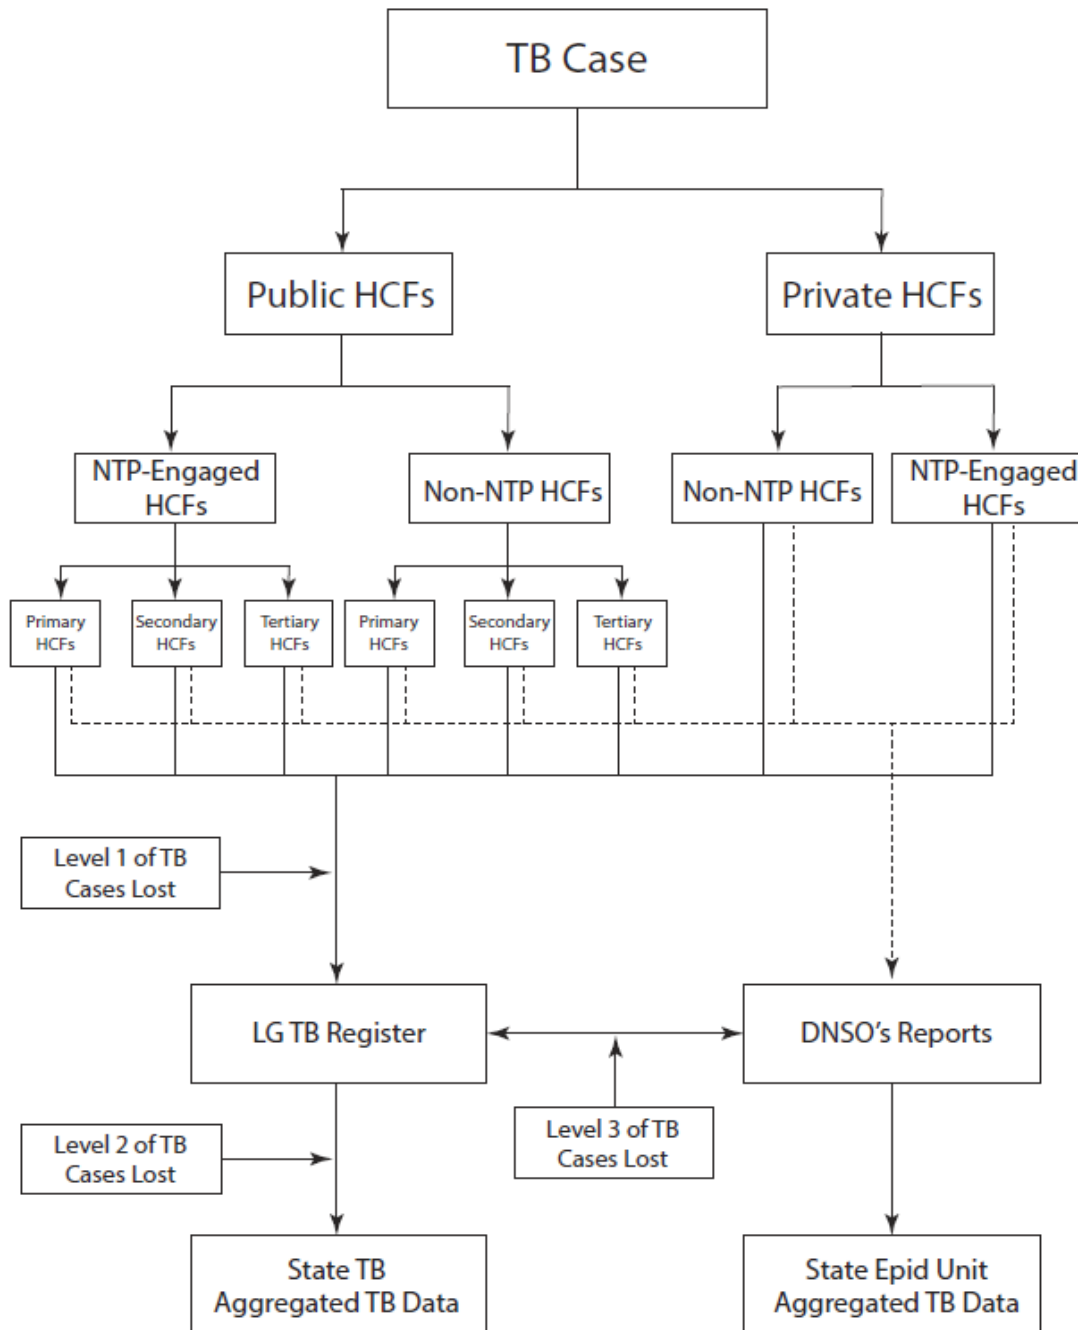 TB Case
Public HCFs
Private HCFs
NTP-Engaged
HCFs
Non-NTP HCFs
Non-NTP HCFs
NTP-Engaged
HCFs
Primary
HCFs
Secondary
HCFs
Tertiary
HCFs
Primary
HCFs
Secondary
HCFs
Tertiary
HCFs
Level 1 of TB
Cases Lost
LG TB Register
DNSO's Reports
Level 2 of TB
Cases Lost
Level 3 of TB
Cases Lost
State TB
Aggregated TB Data
State Epid Unit
Aggregated TB Data